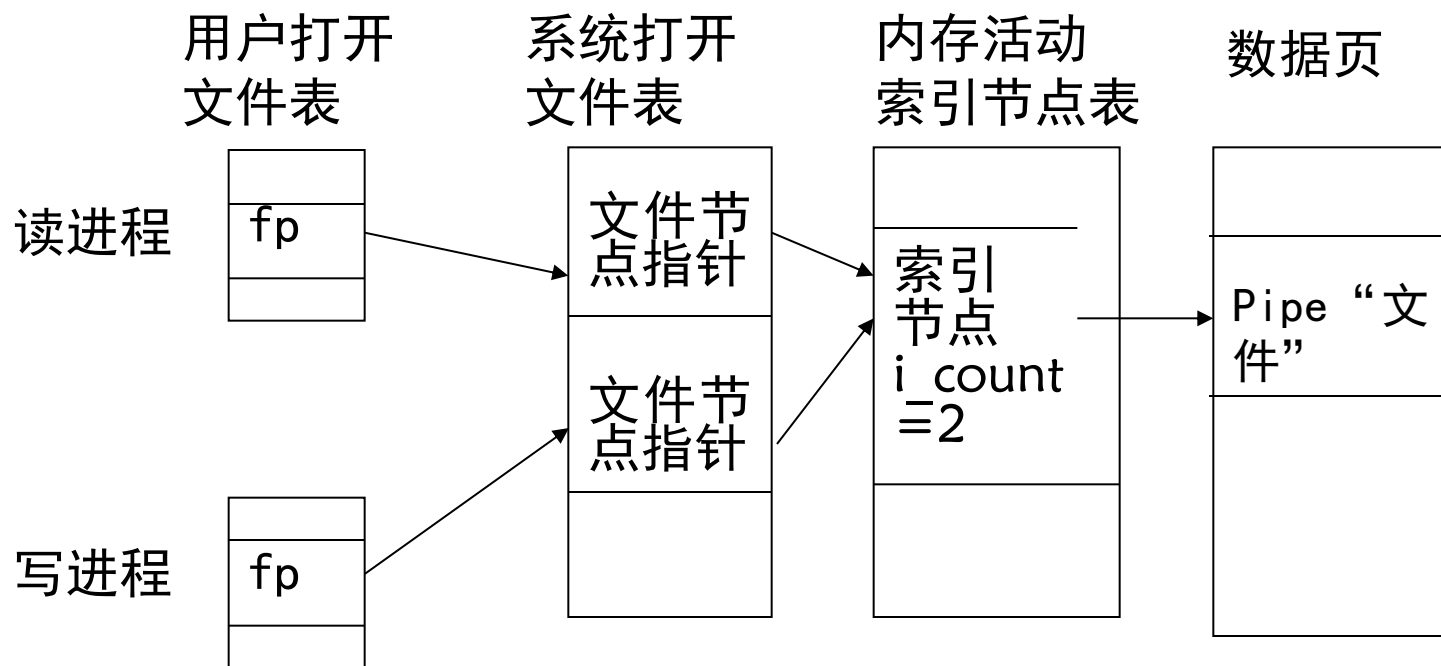 用户打开
文件表
系统打开
文件表
内存活动
索引节点表
数据页
读进程
fp
文件节
点指针
索引
节点
i_count
=2
Pipe“文
件”
文件节
点指针
写进程
fp